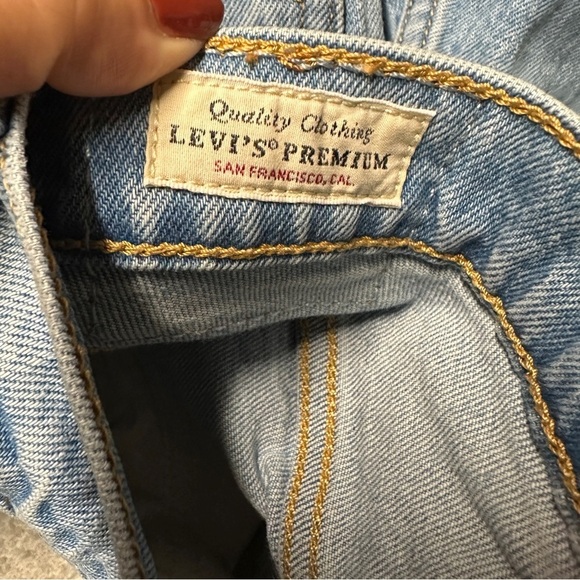 Quality Clothing
LEVI'S® PREMIUM
SAN FRANCISCO, CAL.